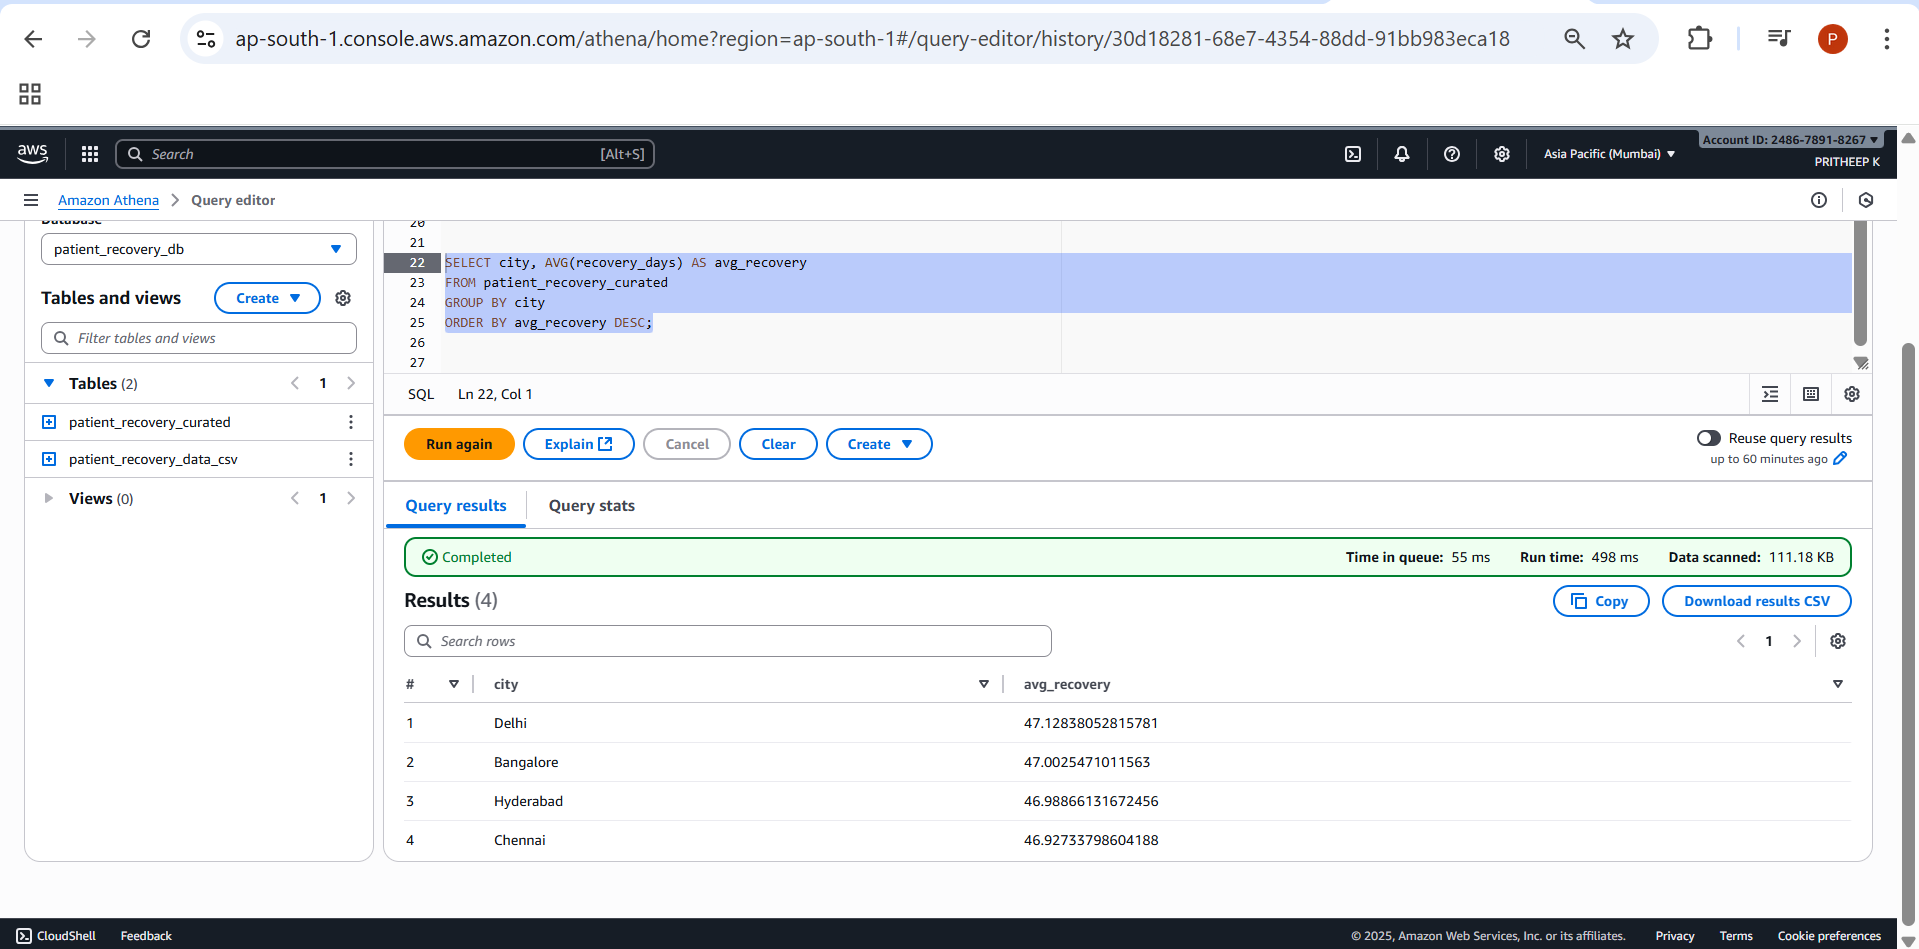 ap-south-1.console.aws.amazon.com/athena/home?region=ap-south-1#/query-editor/history/30d18281-68e7-4354-88dd-91bb983eca18
P
aws
Search
[Alt+S]
Asia Pacific (Mumbai)
Account ID: 2486-7891-8267
PRITHEEP K
Amazon Athena
Query editor
Database
patient_recovery_db
Tables and views
Create
Filter tables and views
Tables (2)
1
patient_recovery_curated
patient_recovery_data_csv
Views (0)
1
20
21
22 SELECT city, AVG(recovery_days) AS avg_recovery
23 FROM patient_recovery_curated
24 GROUP BY city
25 ORDER BY avg_recovery DESC;
26
27
SQL Ln 22, Col 1
Run again
Explain
Cancel
Clear
Create
Reuse query results
up to 60 minutes ago
Query results
Query stats
Completed
Time in queue: 55 ms
Run time: 498 ms
Data scanned: 111.18 KB
Results (4)
Copy
Download results CSV
Search rows
1
# city avg_recovery
1 Delhi 47.12838052815781
2 Bangalore 47.0025471011563
3 Hyderabad 46.98866131672456
4 Chennai 46.92733798604188
CloudShell
Feedback
© 2025, Amazon Web Services, Inc. or its affiliates.
Privacy
Terms
Cookie preferences